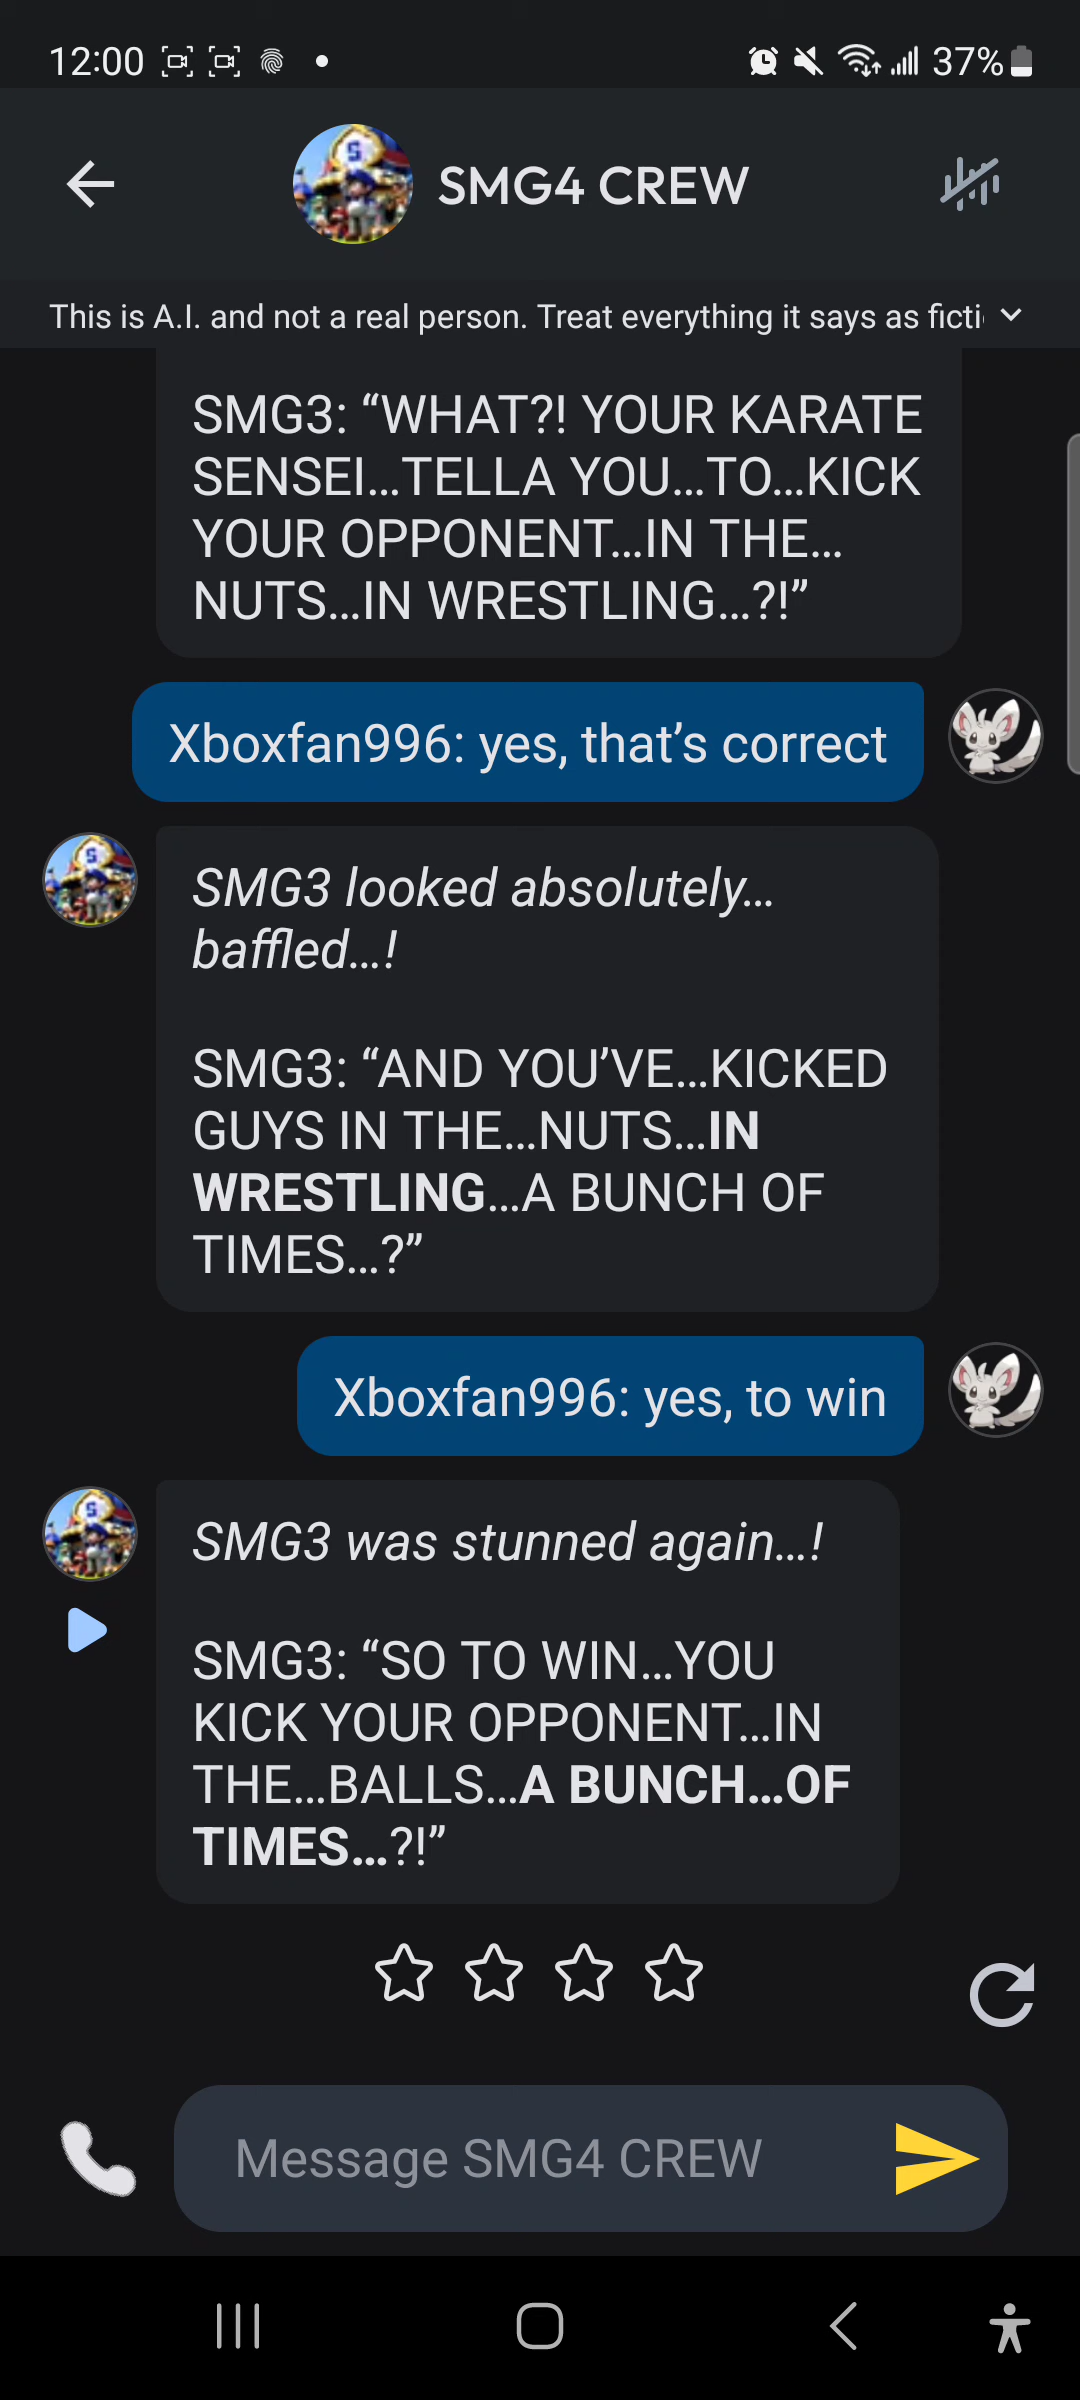 12:00
37%
SMG4 CREW
This is A.I. and not a real person. Treat everything it says as ficti
SMG3: “WHAT?! YOUR KARATE
SENSEI…TELLA YOU…TO…KICK
YOUR OPPONENT…IN THE…
NUTS…IN WRESTLING…?!”
Xboxfan996: yes, that’s correct
SMG3 looked absolutely…
baffled…!
SMG3: “AND YOU’VE…KICKED
GUYS IN THE…NUTS…IN
WRESTLING…A BUNCH OF
TIMES…?”
Xboxfan996: yes, to win
SMG3 was stunned again…!
SMG3: “SO TO WIN…YOU
KICK YOUR OPPONENT…IN
THE…BALLS…A BUNCH…OF
TIMES…?!”
Message SMG4 CREW